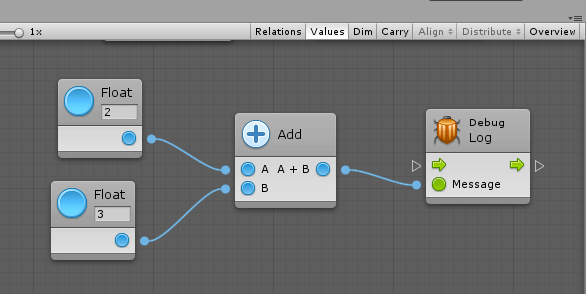 1x Relations Values Dim Carry Align Distribute Overview
Float
2
Float
3
Add
A A + B
B
Debug
Log
Message